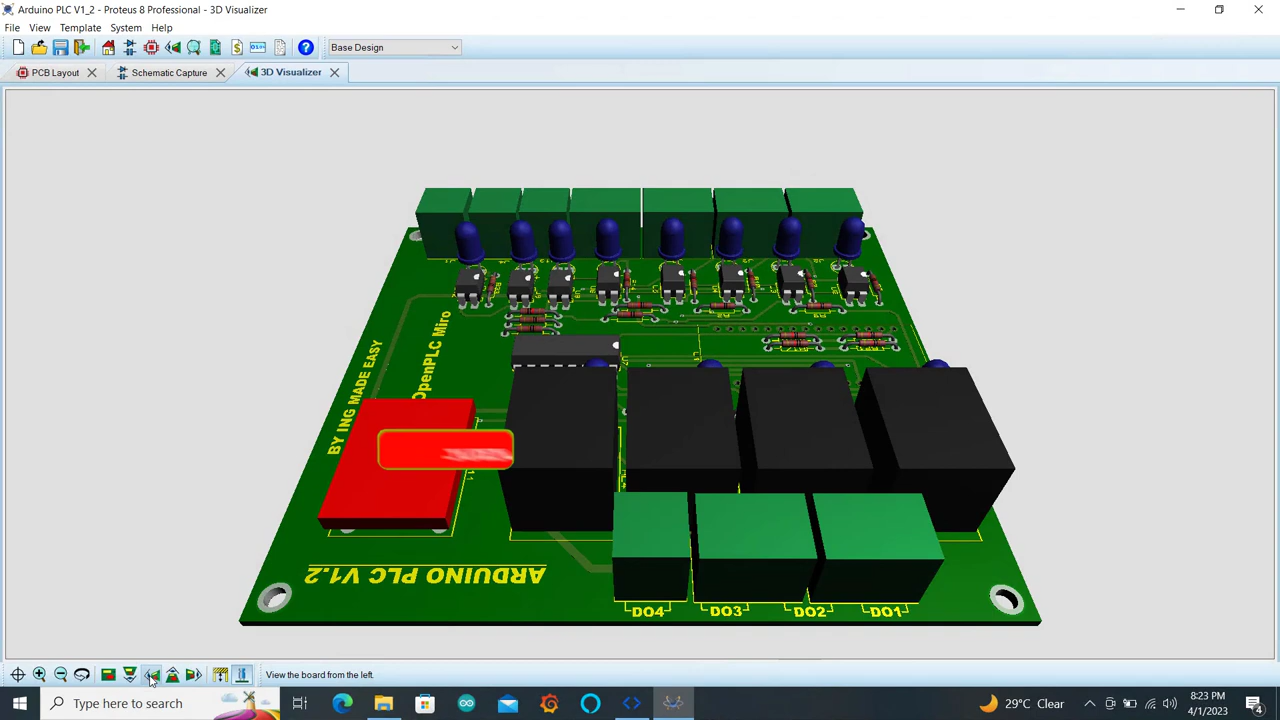 Arduino PLC V1_2 - Proteus 8 Professional - 3D Visualizer
File View Template System Help
Base Design
PCB Layout
Schematic Capture
3D Visualizer
OpenPLC Miro
BY ING MADE EASY
ARDUINO PLC V1.2
DO4 DO3 DO2 DO1
View the board from the left.
Type here to search
29°C Clear
8:23 PM
4/1/2023
4